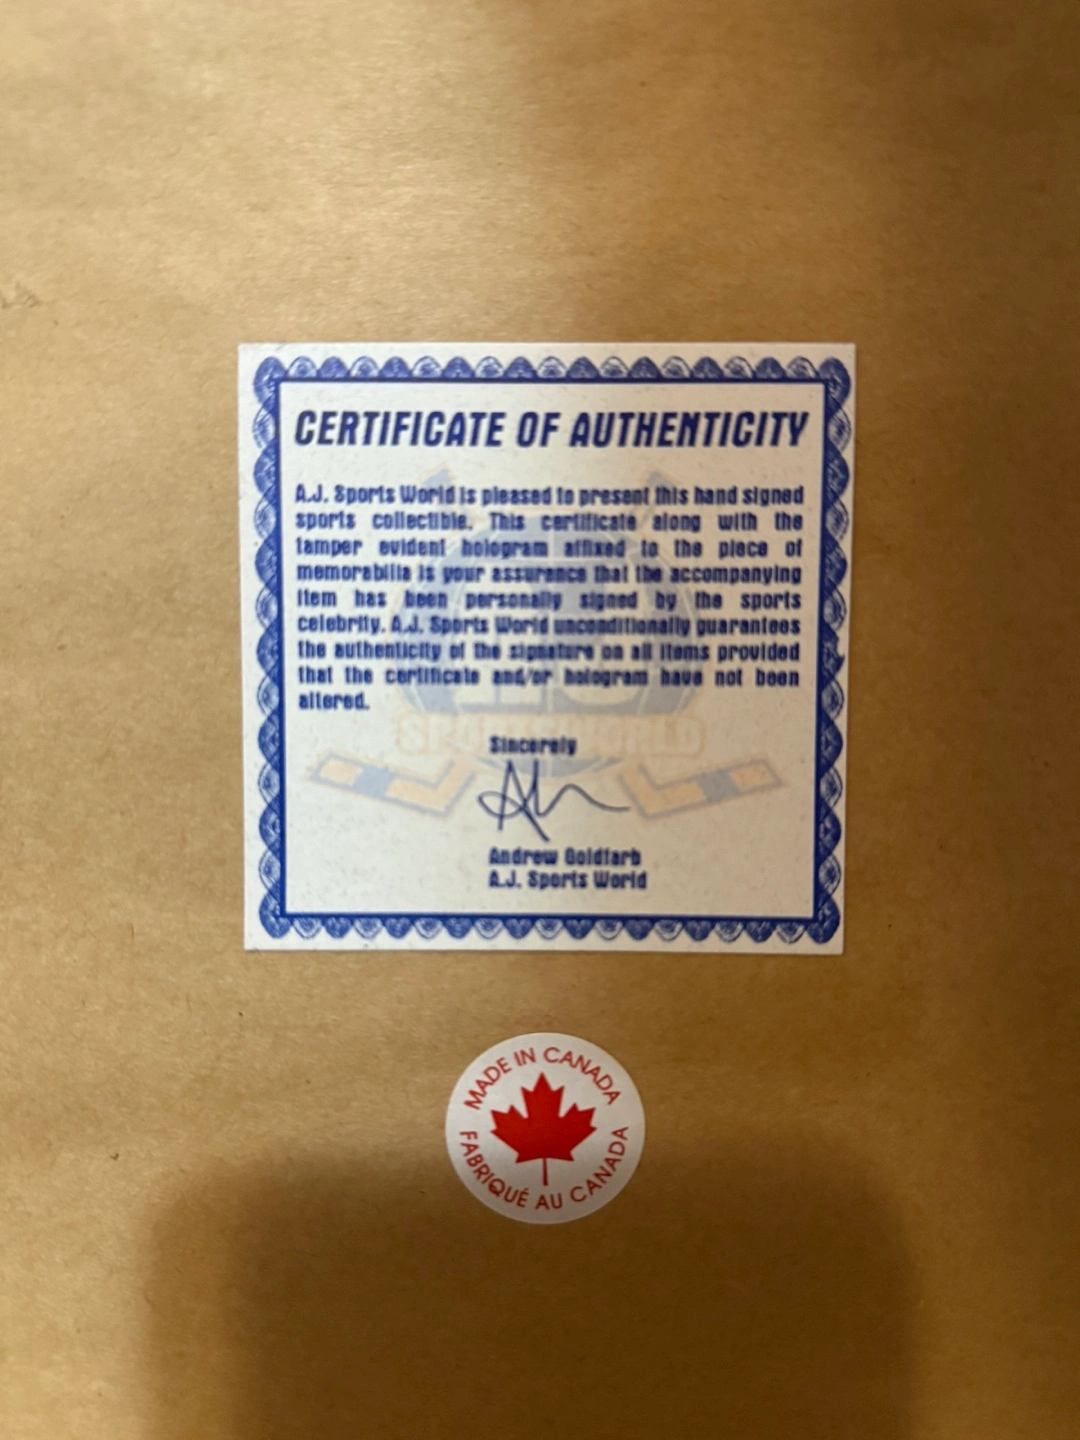 CERTIFICATE OF AUTHENTICITY
A.J. Sports World is pleased to present this hand signed
sports collectible. This certificate along with the
tamper evident hologram affixed to the piece of
memorabilia is your assurance that the accompanying
item has been personally signed by the sports
celebrity. A.J. Sports World unconditionally guarantees
the authenticity of the signature on all items provided
that the certificate and/or hologram have not been
altered.
SPORTS WORLD
Sincerely
Andrew Goldfarb
A.J. Sports World
MADE IN CANADA
FABRIQUÉ AU CANADA